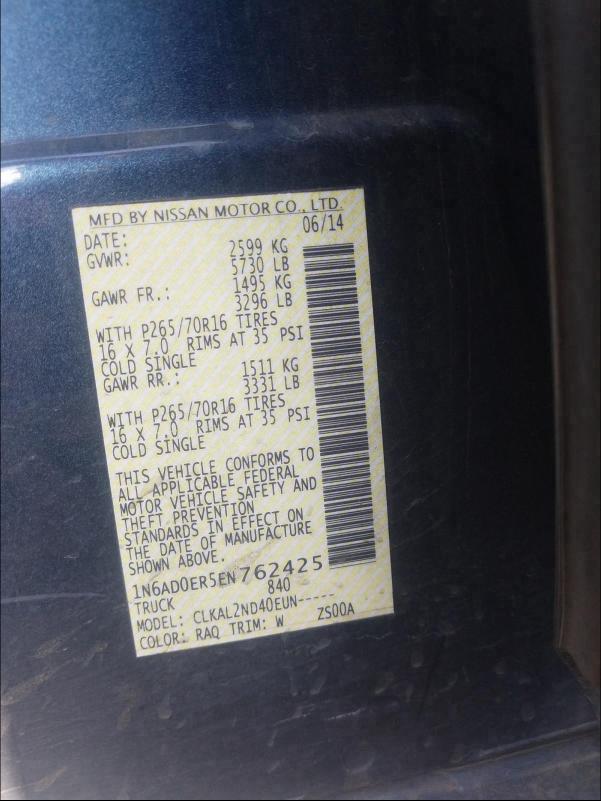 MFD BY NISSAN MOTOR CO., LTD.
DATE: 06/14
GVWR: 2599 KG
5730 LB
GAWR FR.: 1495 KG
3296 LB
WITH P265/70R16 TIRES
16 X 7.0 RIMS AT 35 PSI
COLD SINGLE
GAWR RR.: 1511 KG
3331 LB
WITH P265/70R16 TIRES
16 X 7.0 RIMS AT 35 PSI
COLD SINGLE
THIS VEHICLE CONFORMS TO
ALL APPLICABLE FEDERAL
MOTOR VEHICLE SAFETY AND
THEFT PREVENTION
STANDARDS IN EFFECT ON
THE DATE OF MANUFACTURE
SHOWN ABOVE.
1N6AD0ER5EN762425
TRUCK 840
MODEL: CLKAL2ND40EUN-----
COLOR: RAQ TRIM: W ZS00A